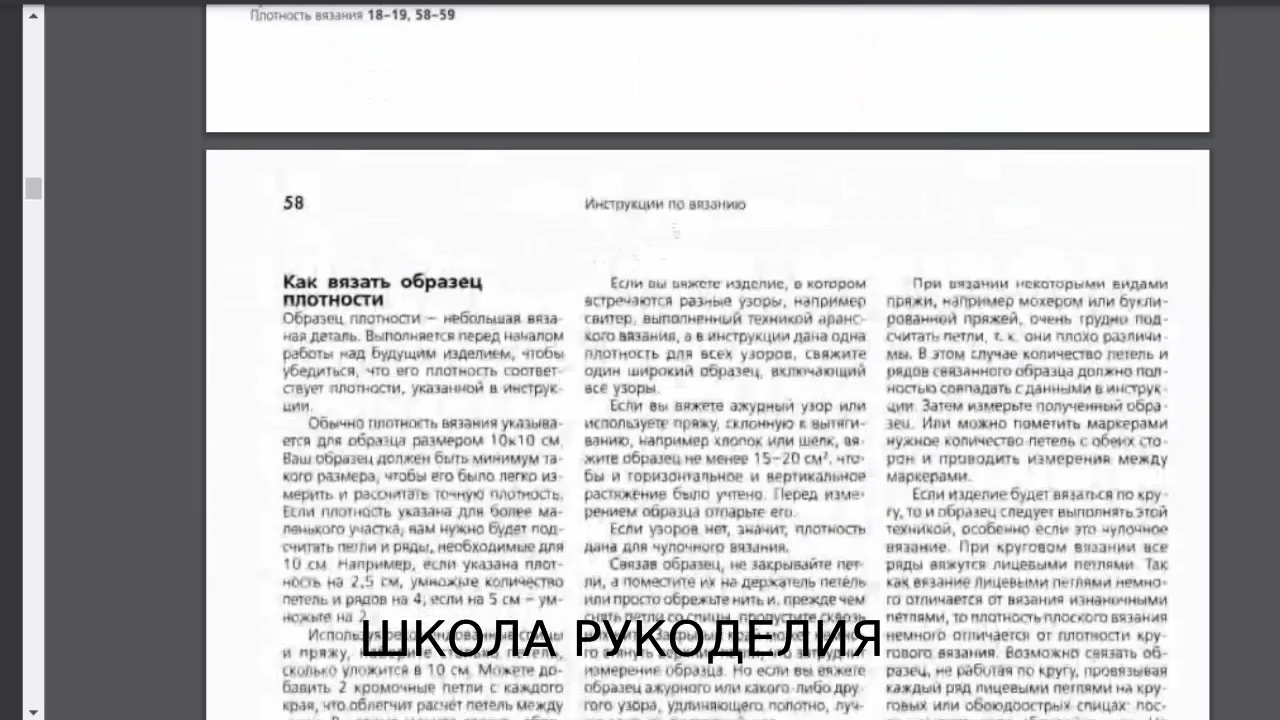 Плотность вязания 18–19, 58–59
58
Инструкции по вязанию
Как вязать образец
плотности
Образец плотности – небольшая вяза-
ная деталь. Выполняется перед началом
работы над будущим изделием, чтобы
убедиться, что его плотность соответ-
ствует плотности, указанной в инструк-
ции.
Обычно плотность вязания указыва-
ется для образца размером 10х10 см.
Ваш образец должен быть минимум та-
кого размера, чтобы его было легко из-
мерить и рассчитать точную плотность.
Если плотность указана для более ма-
ленького участка, вам нужно будет под-
считать петли и ряды, необходимые для
10 см. Например, если указана плот-
ность на 2,5 см, умножьте количество
петель и рядов на 4; если на 5 см – ум-
ножьте на 2.
Используя рекомендованные спицы
и пряжу, наберите столько петель,
сколько уложится в 10 см. Можете до-
бавить 2 кромочные петли с каждого
края, что облегчит расчёт петель между
Если вы вяжете изделие, в котором
встречаются разные узоры, например
свитер, выполненный техникой аранс-
кого вязания, а в инструкции дана одна
плотность для всех узоров, свяжите
один широкий образец, включающий
все узоры.
Если вы вяжете ажурный узор или
используете пряжу, склонную к вытяги-
ванию, например хлопок или шелк, вя-
жите образец не менее 15–20 см², что-
бы и горизонтальное и вертикальное
растяжение было учтено. Перед изме-
рением образца отпарьте его.
Если узоров нет, значит, плотность
дана для чулочного вязания.
Связав образец, не закрывайте пет-
ли, а поместите их на держатель петель
или просто обрежьте нить и, прежде чем
снять петли со спицы, пропустите сквозь
измерение образца. Но если вы вяжете
образец ажурного или какого-либо дру-
гого узора, удлиняющего полотно, луч-
При вязании некоторыми видами
пряжи, например мохером или букли-
рованной пряжей, очень трудно под-
считать петли, т. к. они плохо различи-
мы. В этом случае количество петель и
рядов связанного образца должно пол-
ностью совпадать с данными в инструк-
ции. Затем измерьте полученный обра-
зец. Или можно пометить маркерами
нужное количество петель с обеих сто-
рон и проводить измерения между
маркерами.
Если изделие будет вязаться по кру-
гу, то и образец следует выполнять этой
техникой, особенно если это чулочное
вязание. При круговом вязании все
ряды вяжутся лицевыми петлями. Так
как вязание лицевыми петлями немно-
го отличается от вязания изнаночными
петлями, то плотность плоского вязания
немного отличается от плотности кру-
гового вязания. Возможно связать об-
разец, не работая по кругу, провязывая
каждый ряд лицевыми петлями на кру-
говых или обоюдоострых спицах: пос-
ШКОЛА РУКОДЕЛИЯ